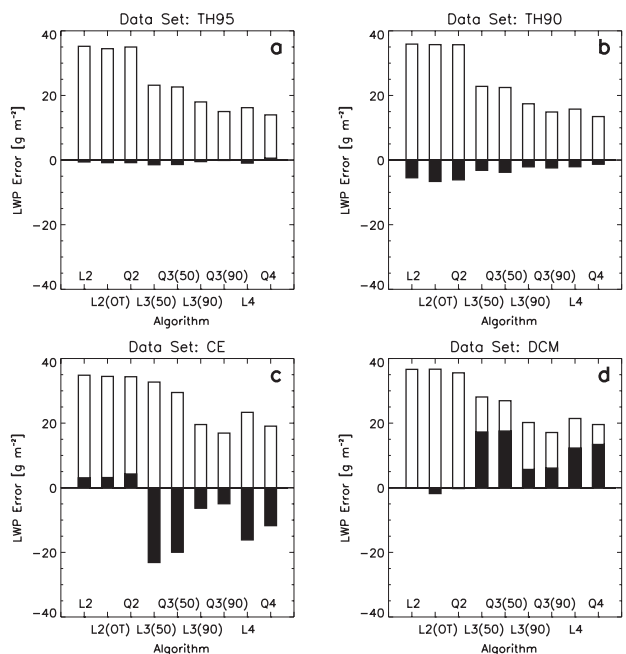 Data Set: TH95
a
40
20
0
−20
−40
LWP Error [g m⁻²]
L2 Q2 Q3(50) Q3(90) Q4
L2(OT) L3(50) L3(90) L4
Algorithm
Data Set: TH90
b
40
20
0
−20
−40
LWP Error [g m⁻²]
L2 Q2 Q3(50) Q3(90) Q4
L2(OT) L3(50) L3(90) L4
Algorithm
Data Set: CE
c
40
20
0
−20
−40
LWP Error [g m⁻²]
L2 Q2 Q3(50) Q3(90) Q4
L2(OT) L3(50) L3(90) L4
Algorithm
Data Set: DCM
d
40
20
0
−20
−40
LWP Error [g m⁻²]
L2 Q2 Q3(50) Q3(90) Q4
L2(OT) L3(50) L3(90) L4
Algorithm